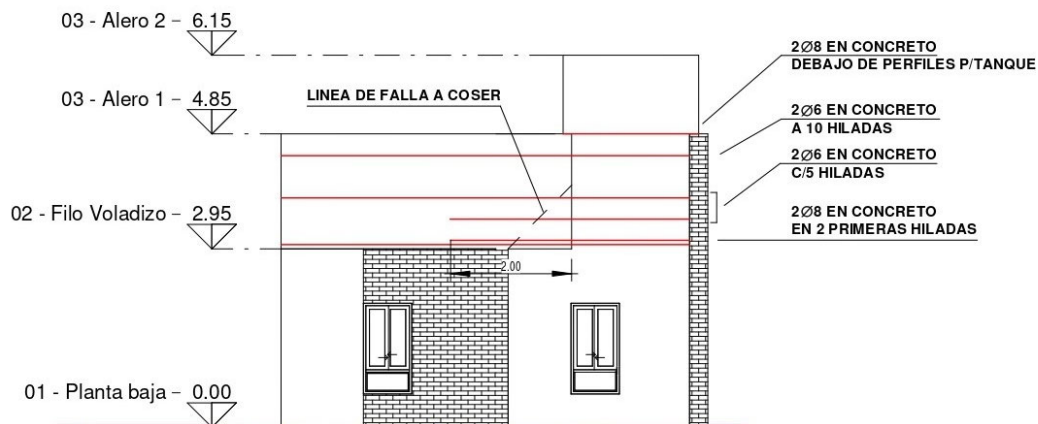 03 - Alero 2 - 6.15
03 - Alero 1 - 4.85
02 - Filo Voladizo - 2.95
01 - Planta baja - 0.00
LINEA DE FALLA A COSER
2.00
2Ø8 EN CONCRETO
DEBAJO DE PERFILES P/TANQUE
2Ø6 EN CONCRETO
A 10 HILADAS
2Ø6 EN CONCRETO
C/5 HILADAS
2Ø8 EN CONCRETO
EN 2 PRIMERAS HILADAS